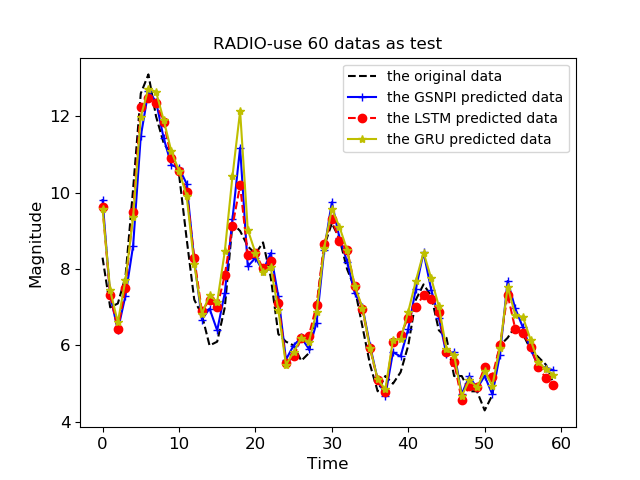 RADIO-use 60 datas as test
the original data
the GSNPI predicted data
the LSTM predicted data
the GRU predicted data
Magnitude
12
10
8
6
4
0 10 20 30 40 50 60
Time